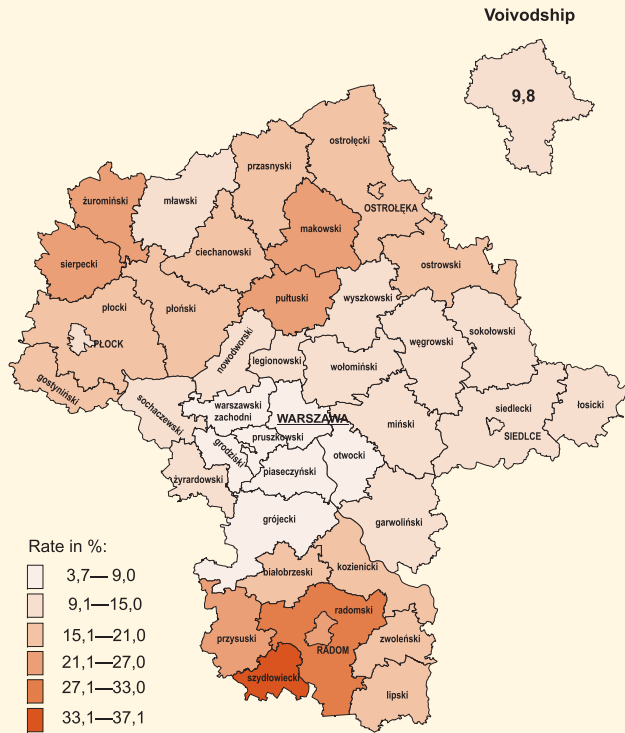 Voivodship
9,8
ostrołęcki
przasnyski
żuromiński
mławski
OSTROŁĘKA
makowski
ciechanowski
sierpecki
ostrowski
pułtuski
wyszkowski
płocki
płoński
sokołowski
węgrowski
nowodworski
PŁOCK
legionowski
wołomiński
gostyniński
siedlecki
łosicki
sochaczewski
warszawski
zachodni
WARSZAWA
miński
SIEDLCE
pruszkowski
grodziski
otwocki
piaseczyński
żyrardowski
grójecki
garwoliński
Rate in %:
3,7— 9,0
9,1—15,0
15,1—21,0
21,1—27,0
27,1—33,0
33,1—37,1
białobrzeski
kozienicki
radomski
przysuski
zwoleński
RADOM
szydłowiecki
lipski